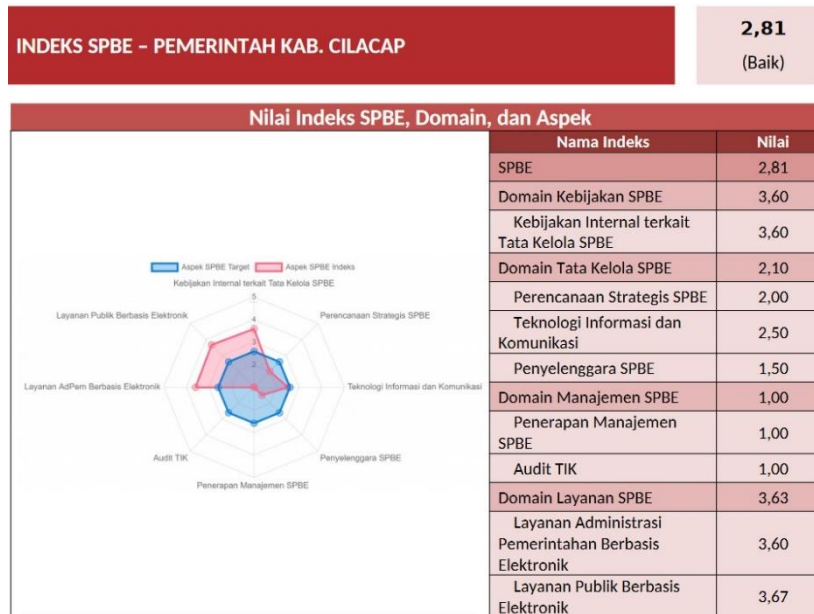 INDEKS SPBE – PEMERINTAH KAB. CILACAP
2,81
(Baik)
Nilai Indeks SPBE, Domain, dan Aspek
Aspek SPBE Target
Aspek SPBE Indeks
Kebijakan Internal terkait Tata Kelola SPBE
5
4
3
2
Layanan Publik Berbasis Elektronik
Perencanaan Strategis SPBE
Layanan AdPem Berbasis Elektronik
Teknologi Informasi dan Komunikasi
Audit TIK
Penyelenggara SPBE
Penerapan Manajemen SPBE
Nama Indeks Nilai
SPBE 2,81
Domain Kebijakan SPBE 3,60
Kebijakan Internal terkait
Tata Kelola SPBE 3,60
Domain Tata Kelola SPBE 2,10
Perencanaan Strategis SPBE 2,00
Teknologi Informasi dan
Komunikasi 2,50
Penyelenggara SPBE 1,50
Domain Manajemen SPBE 1,00
Penerapan Manajemen
SPBE 1,00
Audit TIK 1,00
Domain Layanan SPBE 3,63
Layanan Administrasi
Pemerintahan Berbasis 3,60
Elektronik
Layanan Publik Berbasis
Elektronik 3,67